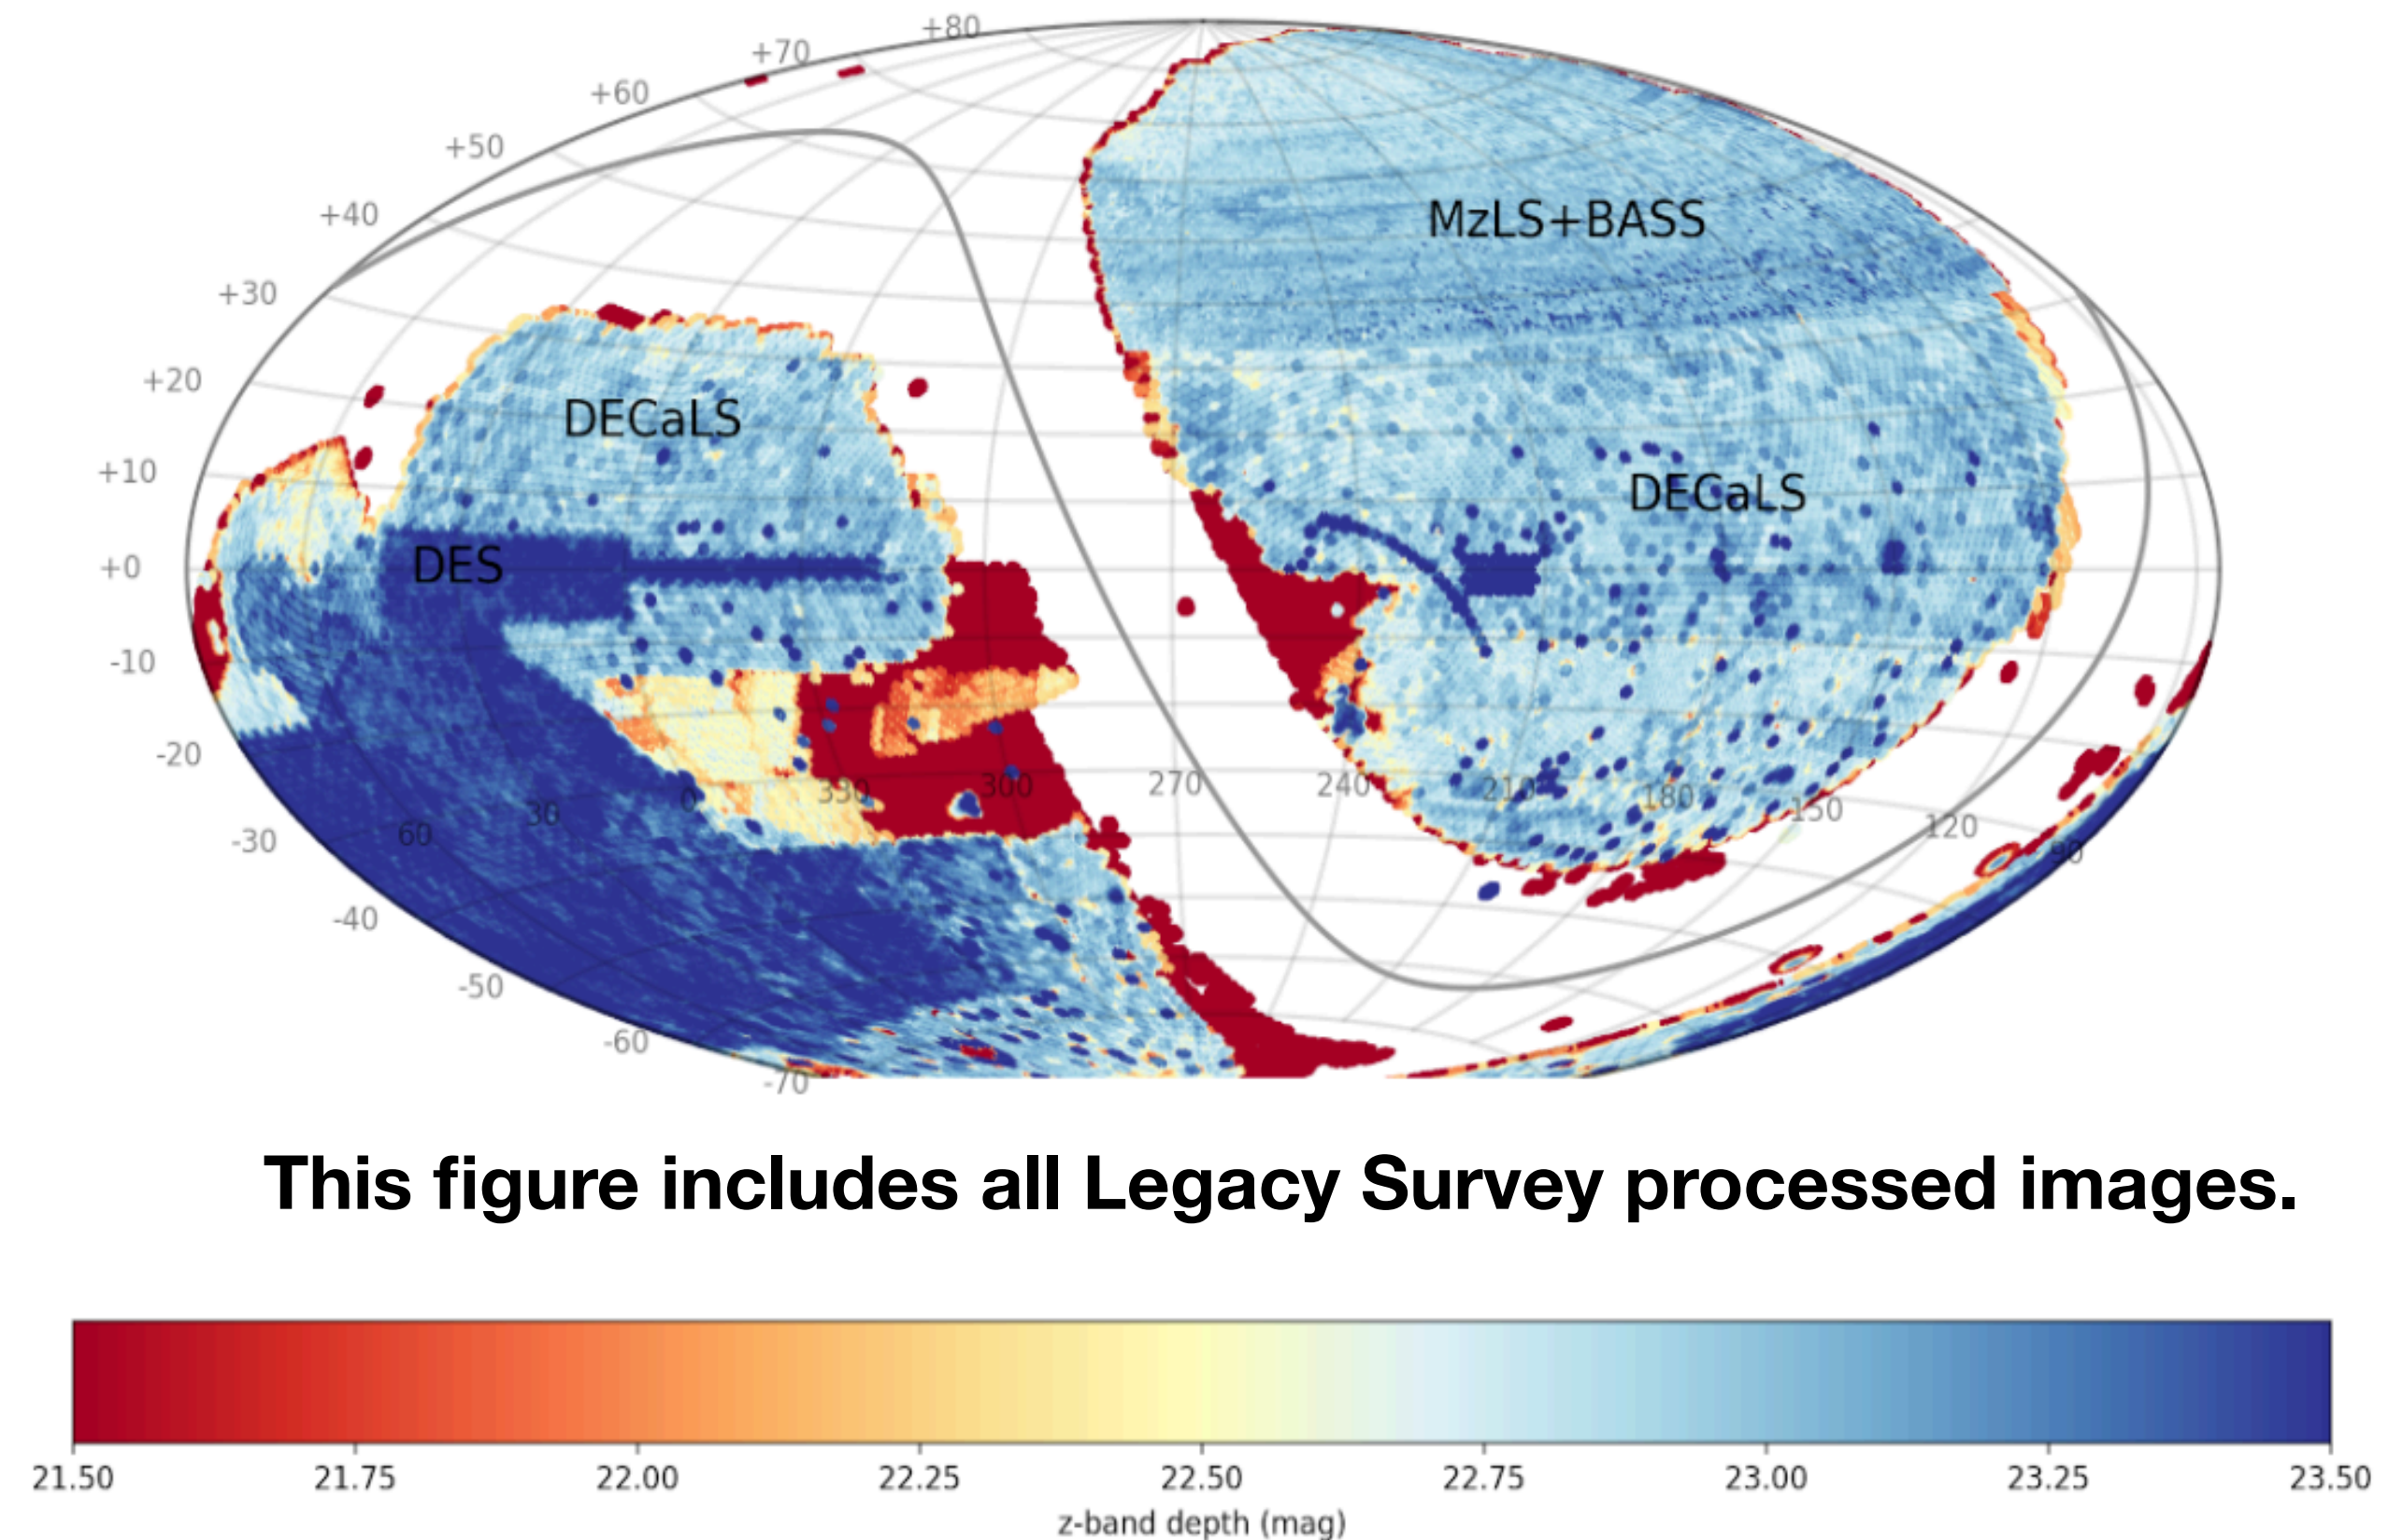 +80
+70
+60
+50
+40
MzLS+BASS
+30
+20
DECaLS
+10
DECaLS
DES
+0
-10
-20
60 30 0 330 300 270 240 210 180 150 120 90
-30
-40
-50
-60
-70
This figure includes all Legacy Survey processed images.
21.50 21.75 22.00 22.25 22.50 22.75 23.00 23.25 23.50
z-band depth (mag)